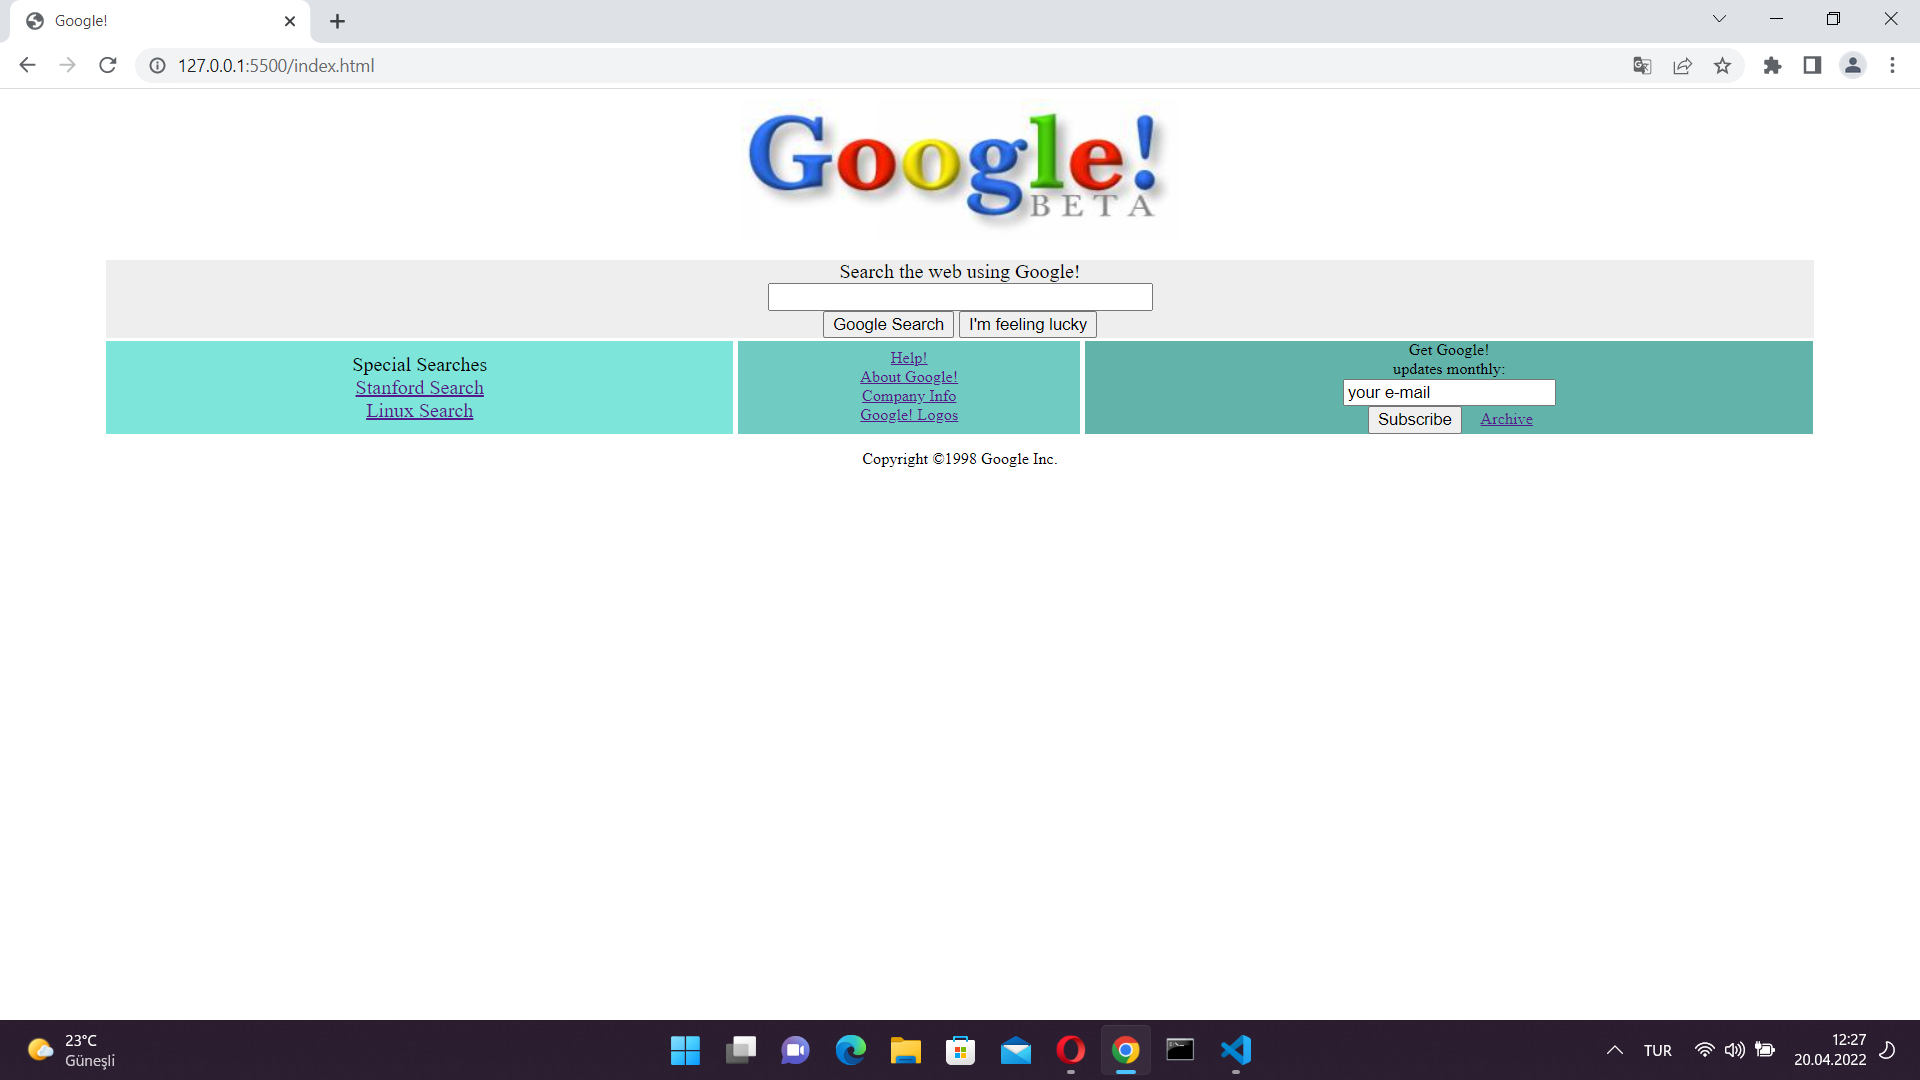 Google!
127.0.0.1:5500/index.html
Google!
BETA
Search the web using Google!
Google Search I'm feeling lucky
Special Searches
Stanford Search
Linux Search
Help!
About Google!
Company Info
Google! Logos
Get Google!
updates monthly:
your e-mail
Subscribe Archive
Copyright ©1998 Google Inc.
23°C
Güneşli
TUR
12:27
20.04.2022